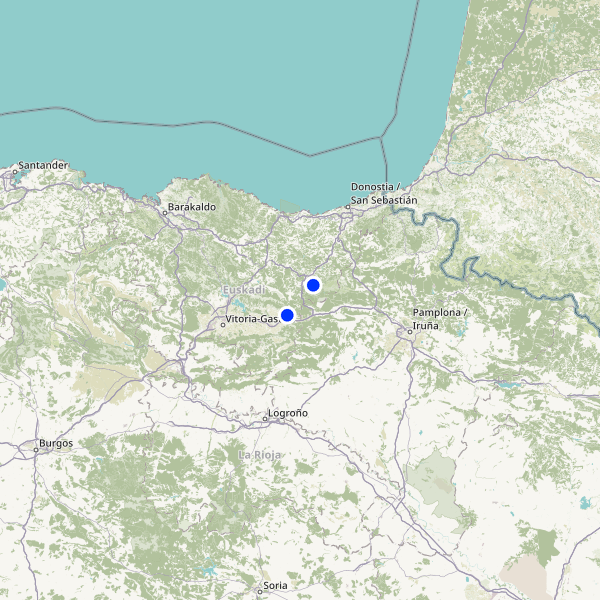 Santander
Donostia /
San Sebastián
Barakaldo
Euskadi
Vitoria-Gas.
Pamplona /
Iruña
Logroño
Burgos
La Rioja
Soria